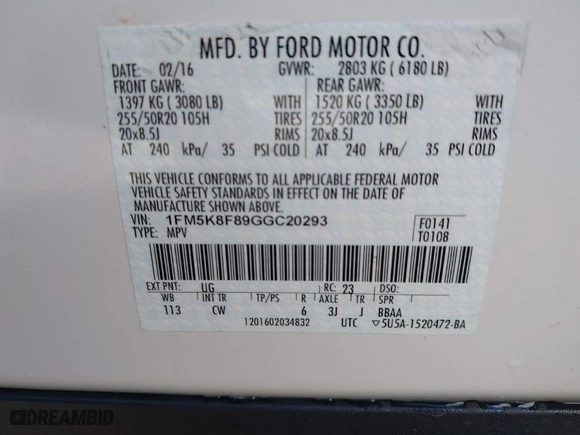 MFD. BY FORD MOTOR CO.
DATE: 02/16 GVWR: 2803 KG ( 6180 LB)
FRONT GAWR: REAR GAWR:
1397 KG ( 3080 LB) WITH 1520 KG ( 3350 LB) WITH
255/50R20 105H TIRES 255/50R20 105H TIRES
20x8.5J RIMS 20x8.5J RIMS
AT 240 kPa/ 35 PSI COLD AT 240 kPa/ 35 PSI COLD
THIS VEHICLE CONFORMS TO ALL APPLICABLE FEDERAL MOTOR
VEHICLE SAFETY STANDARDS IN EFFECT ON THE DATE OF
MANUFACTURE SHOWN ABOVE.
VIN: 1FM5K8F89GGC20293 F0141
TYPE: MPV T0108
EXT PNT: UG RC: 23 DSO:
WB INT TR TP/PS R AXLE TR SPR
113 CW 6 3J J BBAA
1201602034832 UTC ▽5U5A-1520472-BA
DREAMBID